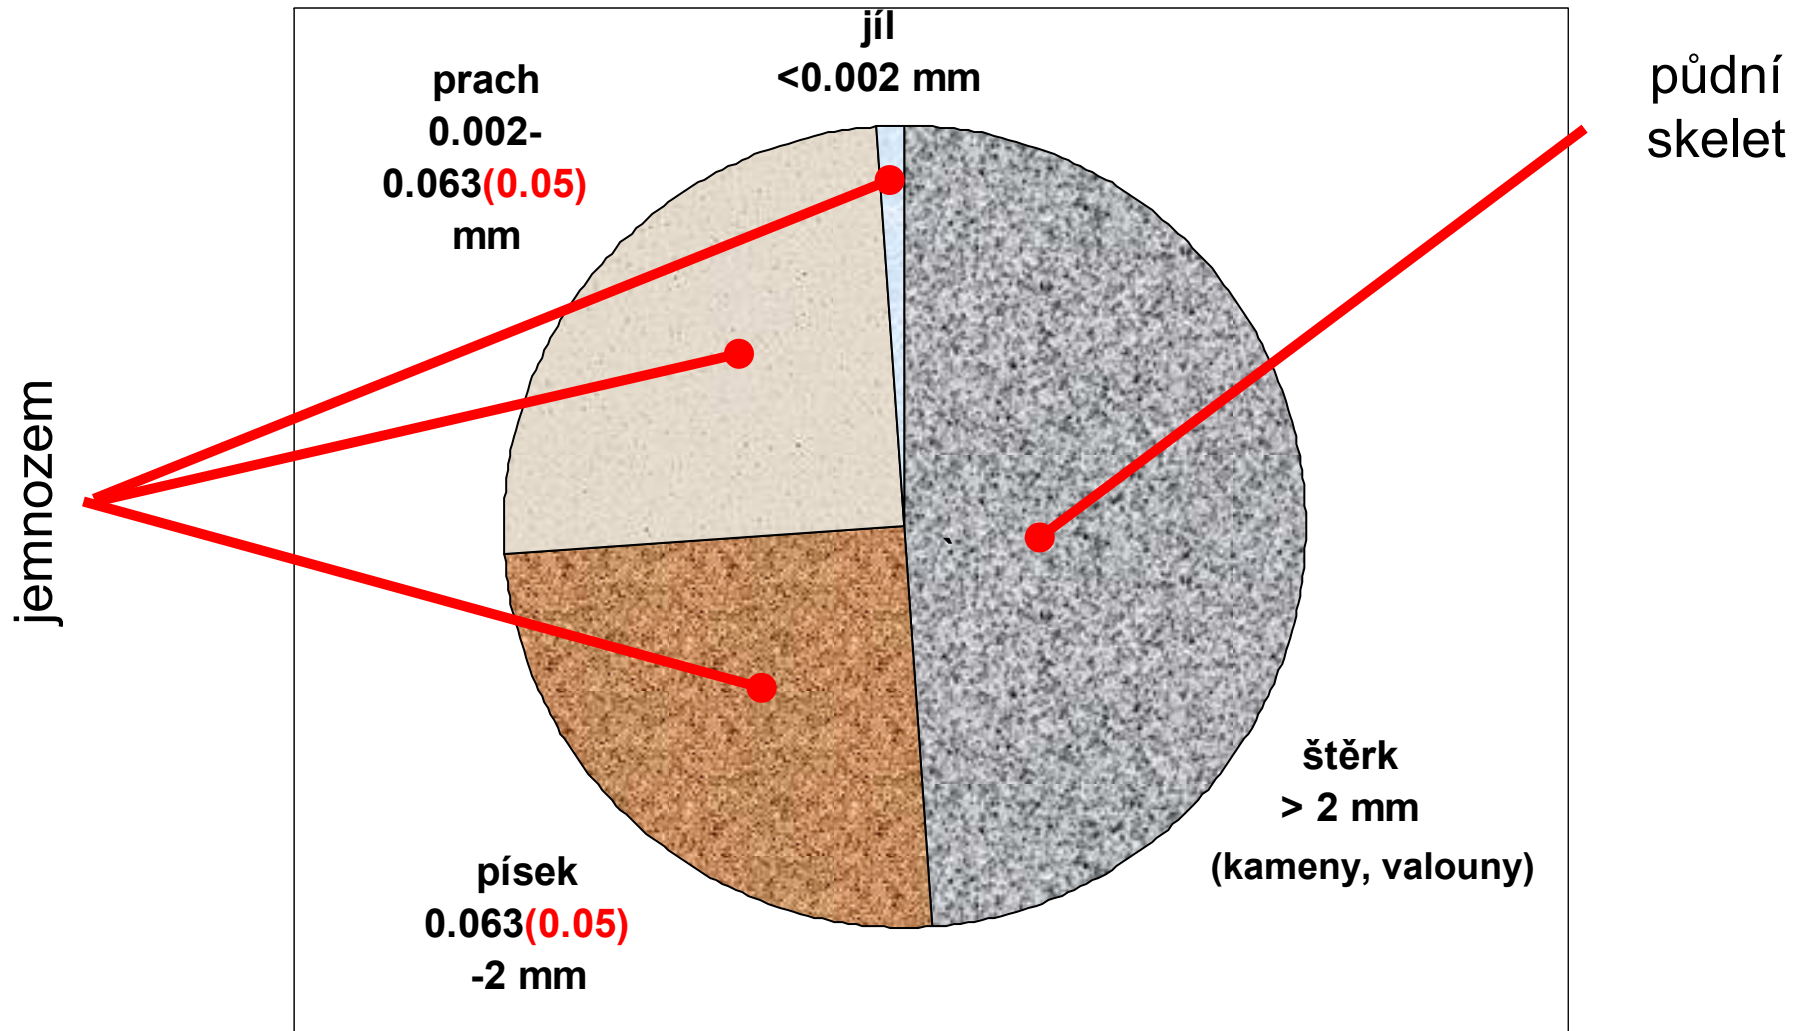 jíl
<0.002 mm
prach
0.002-
0.063(0.05)
mm
půdní
skelet
jemnozem
štěrk
> 2 mm
(kameny, valouny)
písek
0.063(0.05)
-2 mm